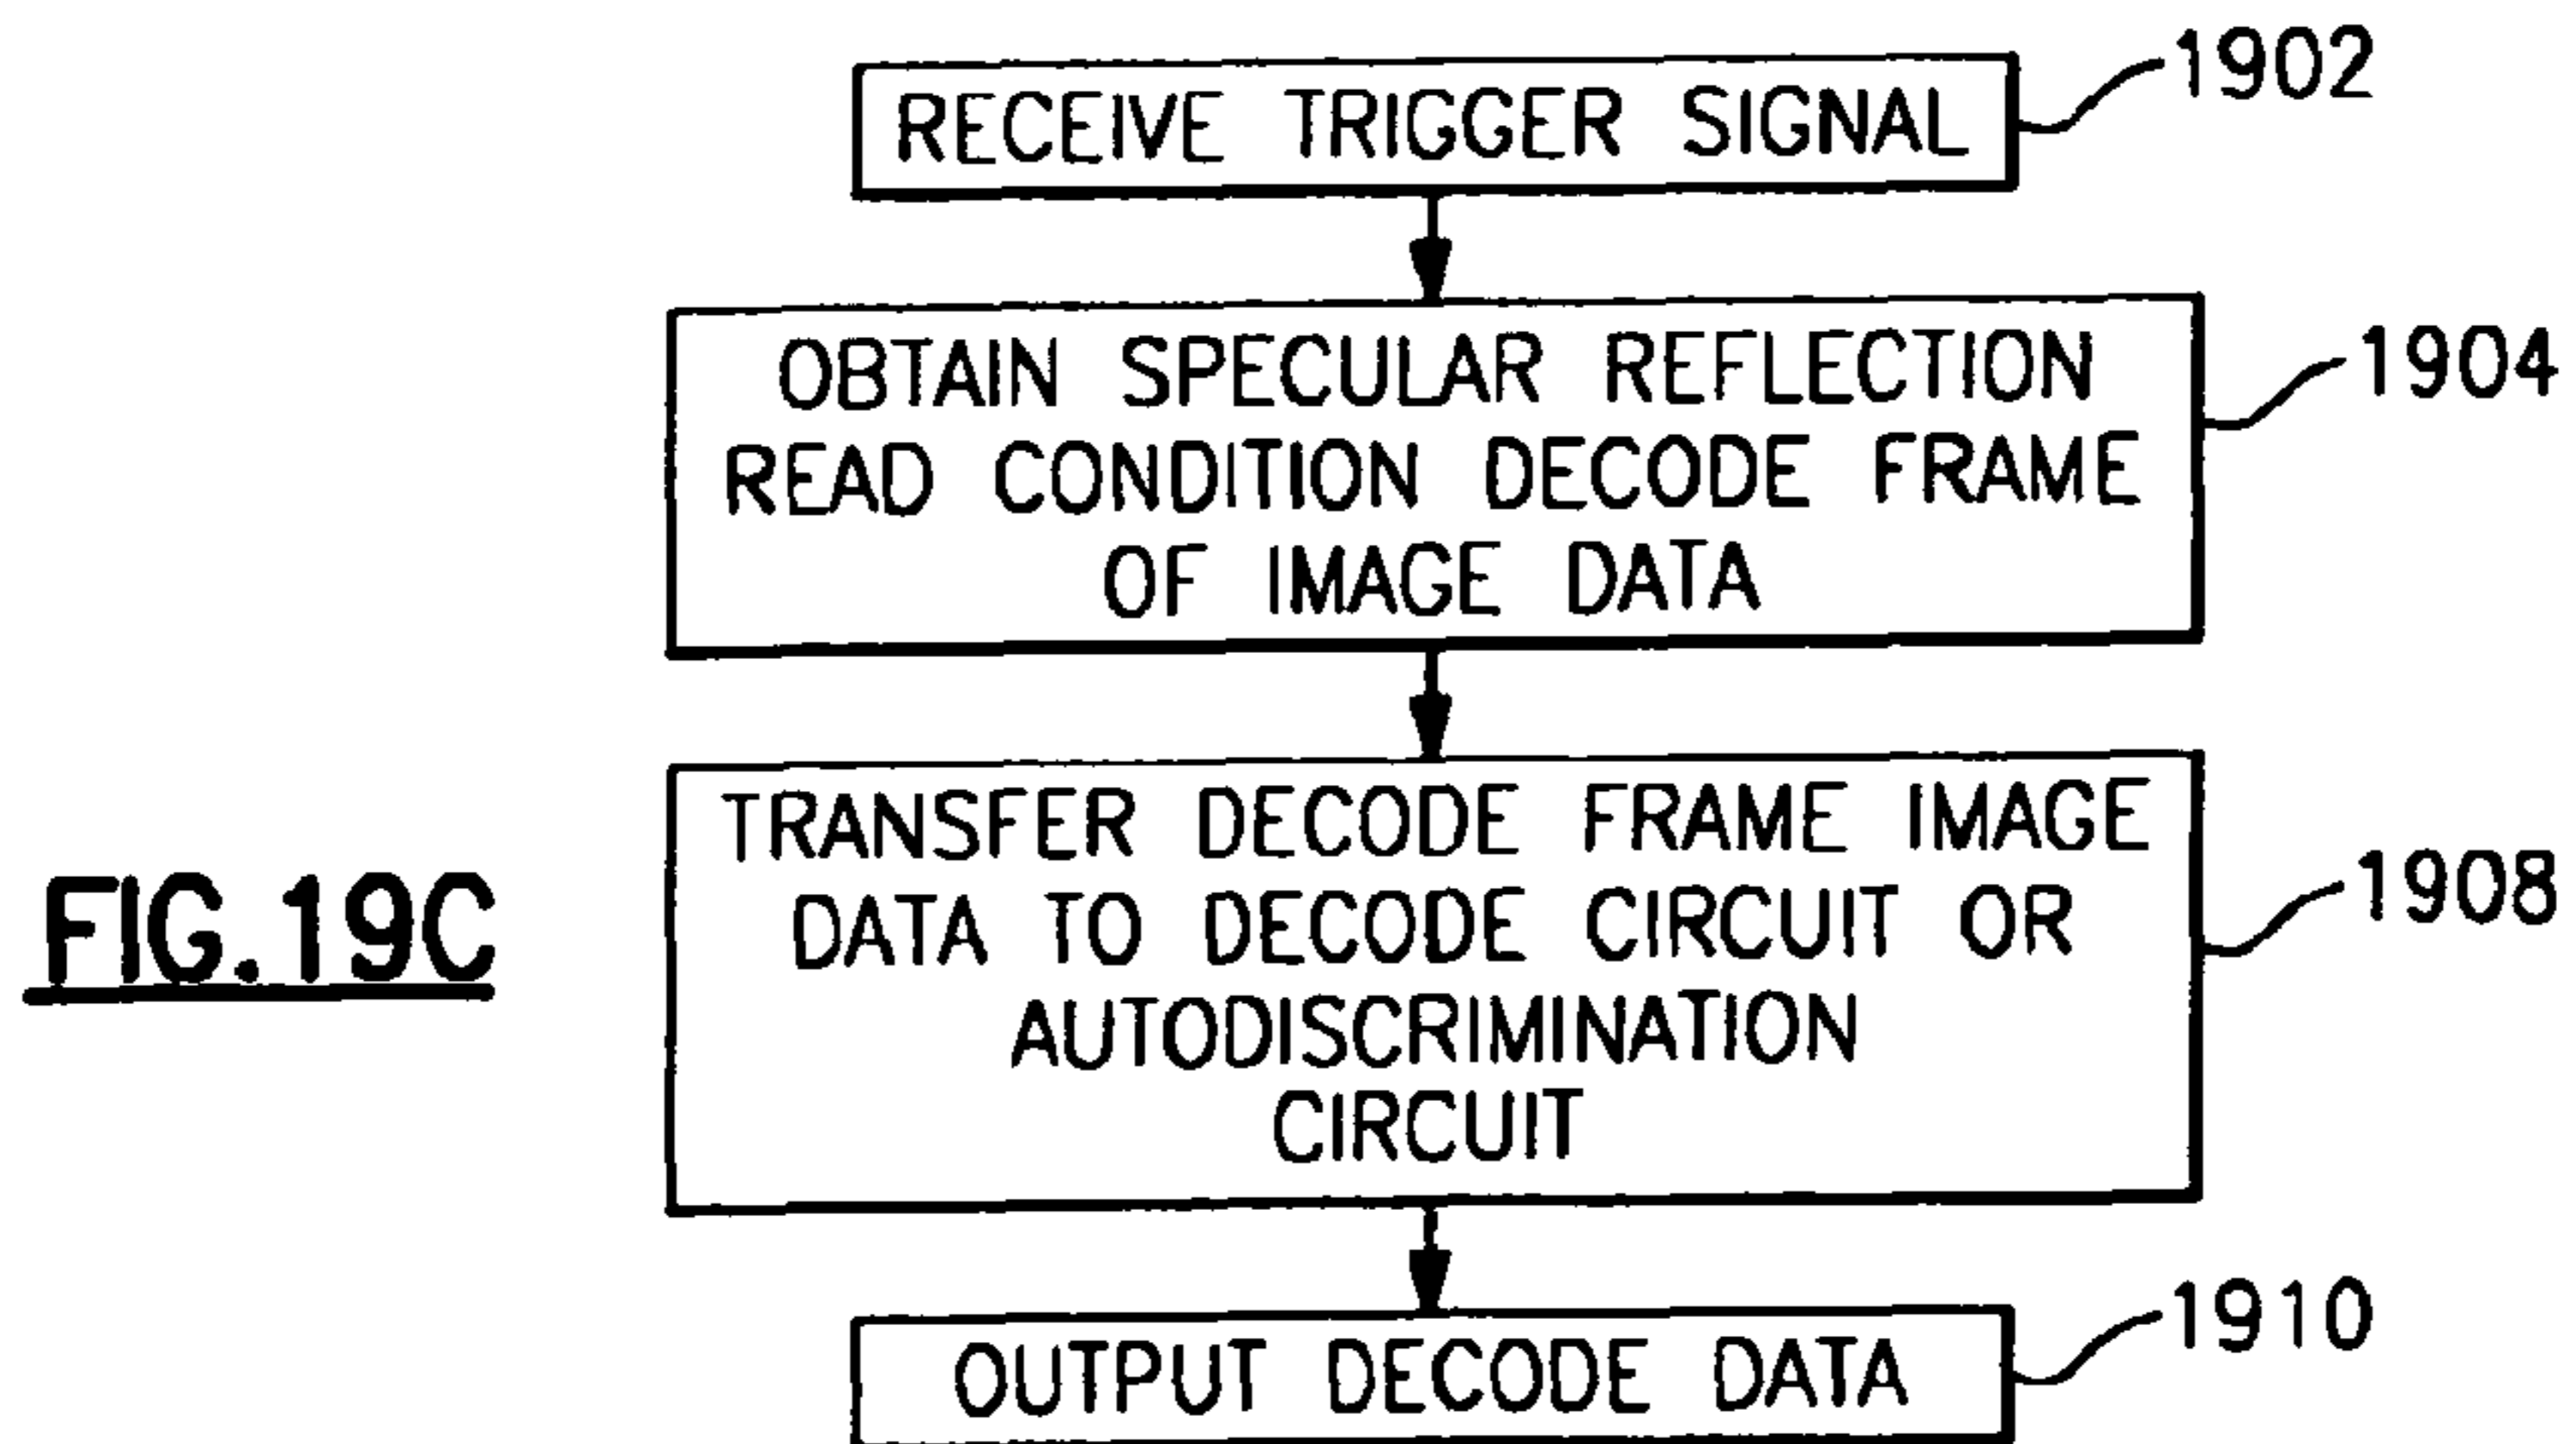 RECEIVE TRIGGER SIGNAL
1902
OBTAIN SPECULAR REFLECTION
READ CONDITION DECODE FRAME
OF IMAGE DATA
1904
TRANSFER DECODE FRAME IMAGE
DATA TO DECODE CIRCUIT OR
AUTODISCRIMINATION
CIRCUIT
1908
FIG.19C
OUTPUT DECODE DATA
1910